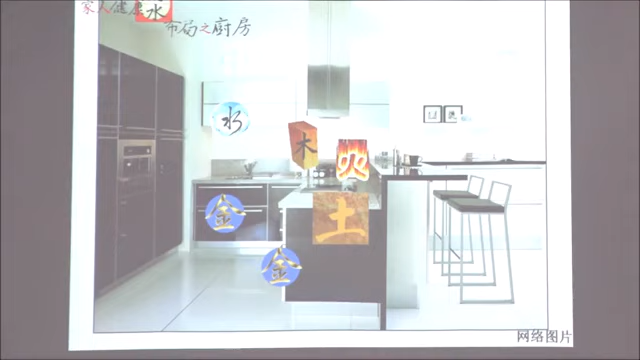 家人健康
水
布局之厨房
水
木
火
金
土
金
网络图片